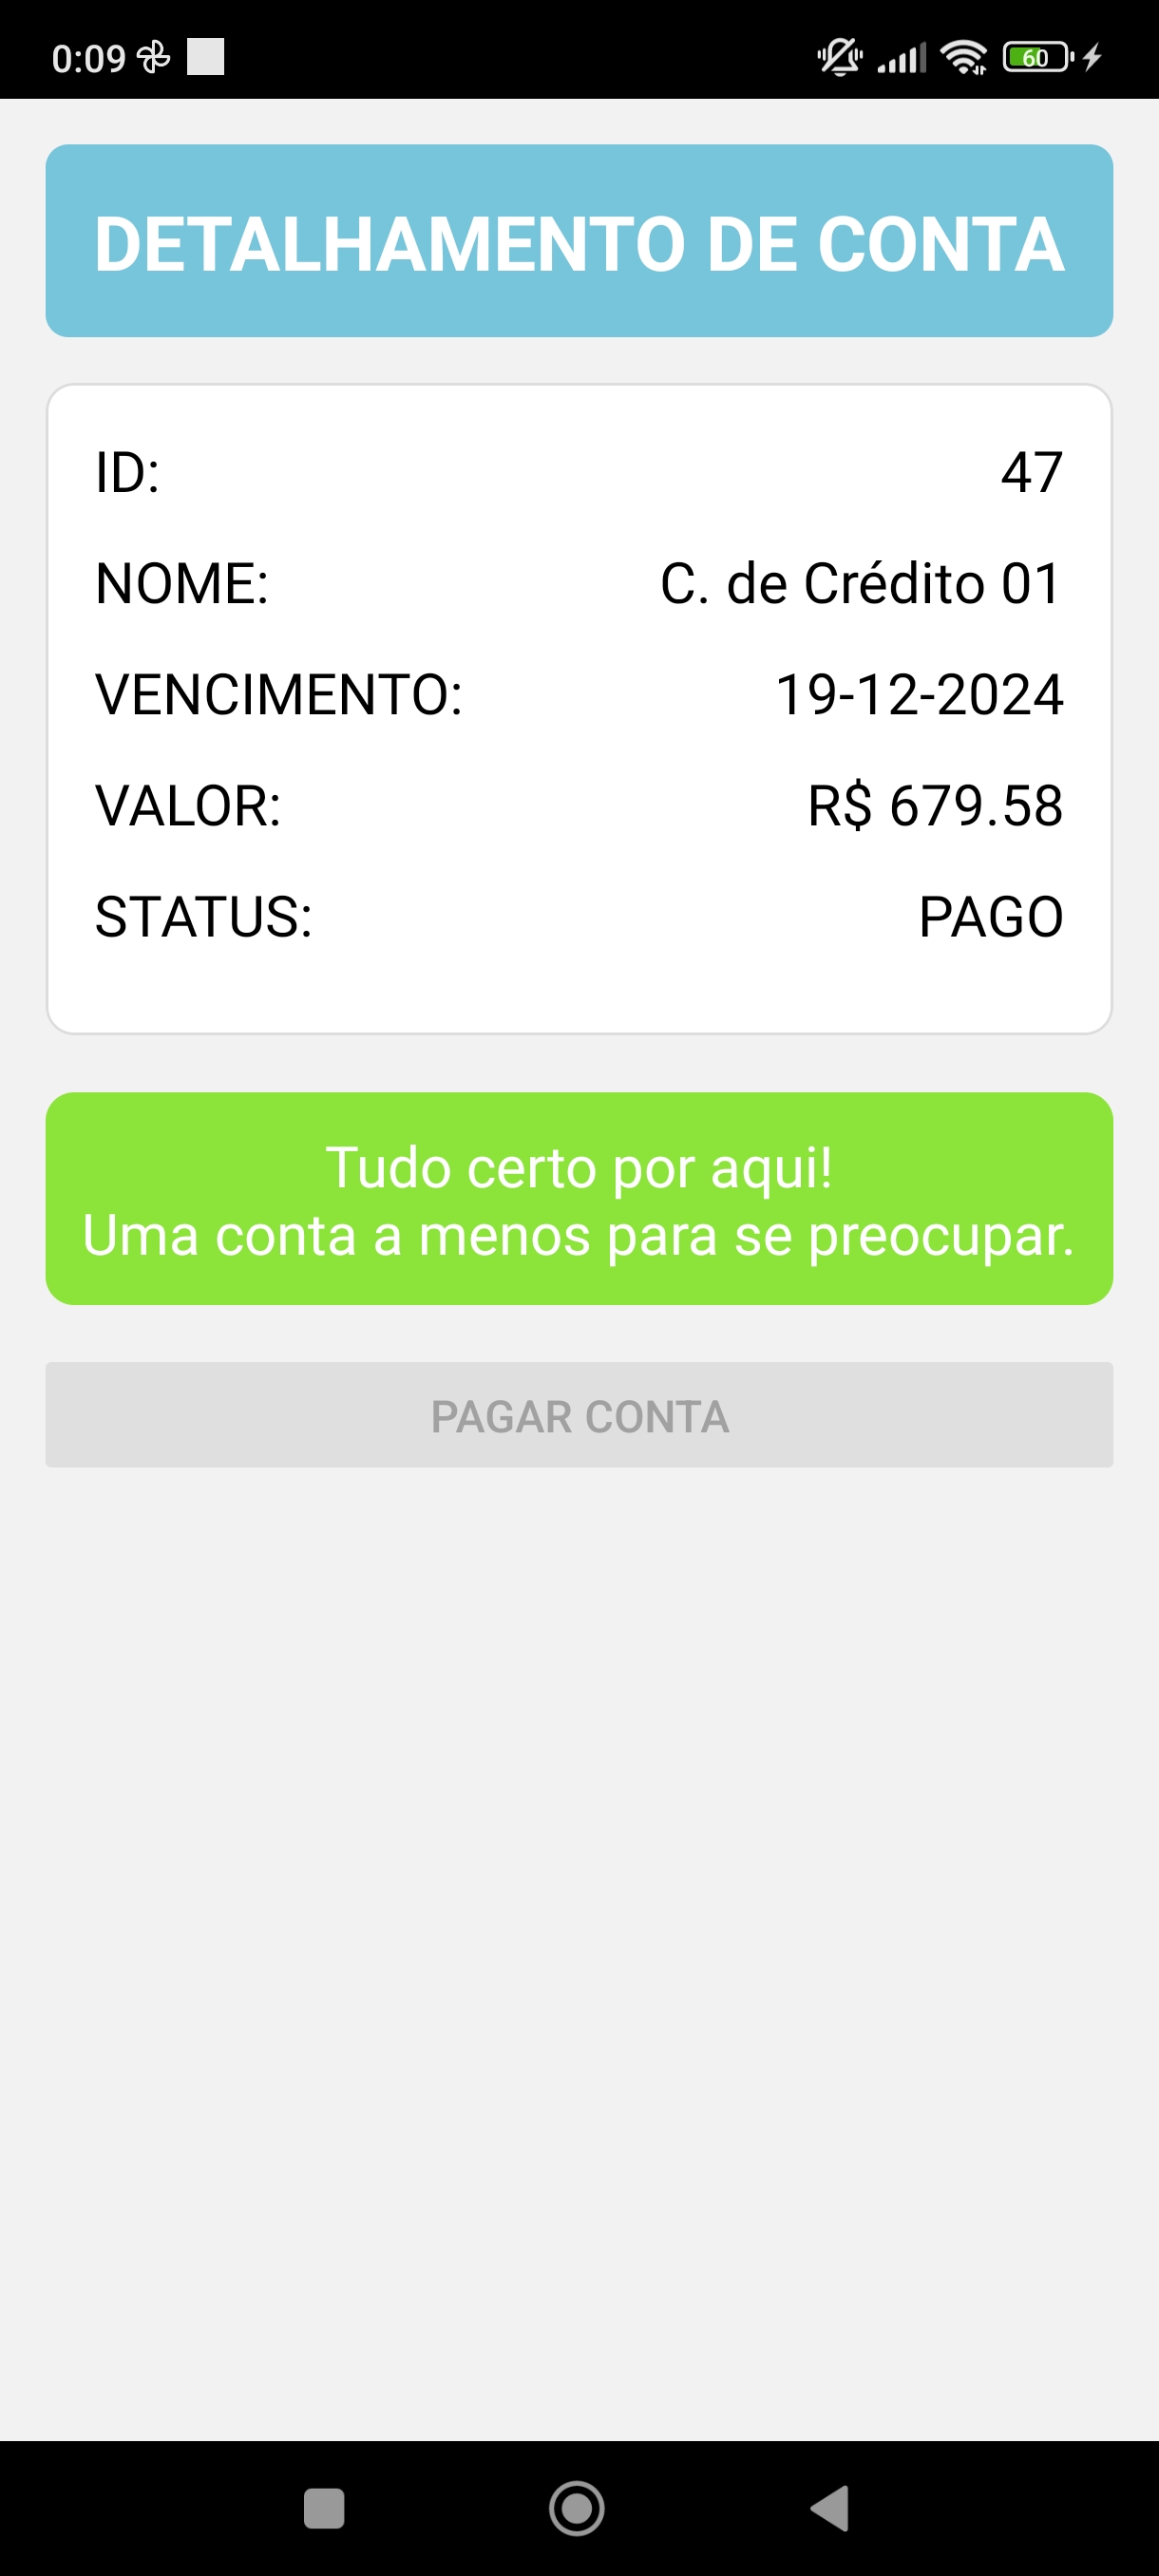 0:09
60
DETALHAMENTO DE CONTA
ID: 47
NOME: C. de Crédito 01
VENCIMENTO: 19-12-2024
VALOR: R$ 679.58
STATUS: PAGO
Tudo certo por aqui!
Uma conta a menos para se preocupar.
PAGAR CONTA